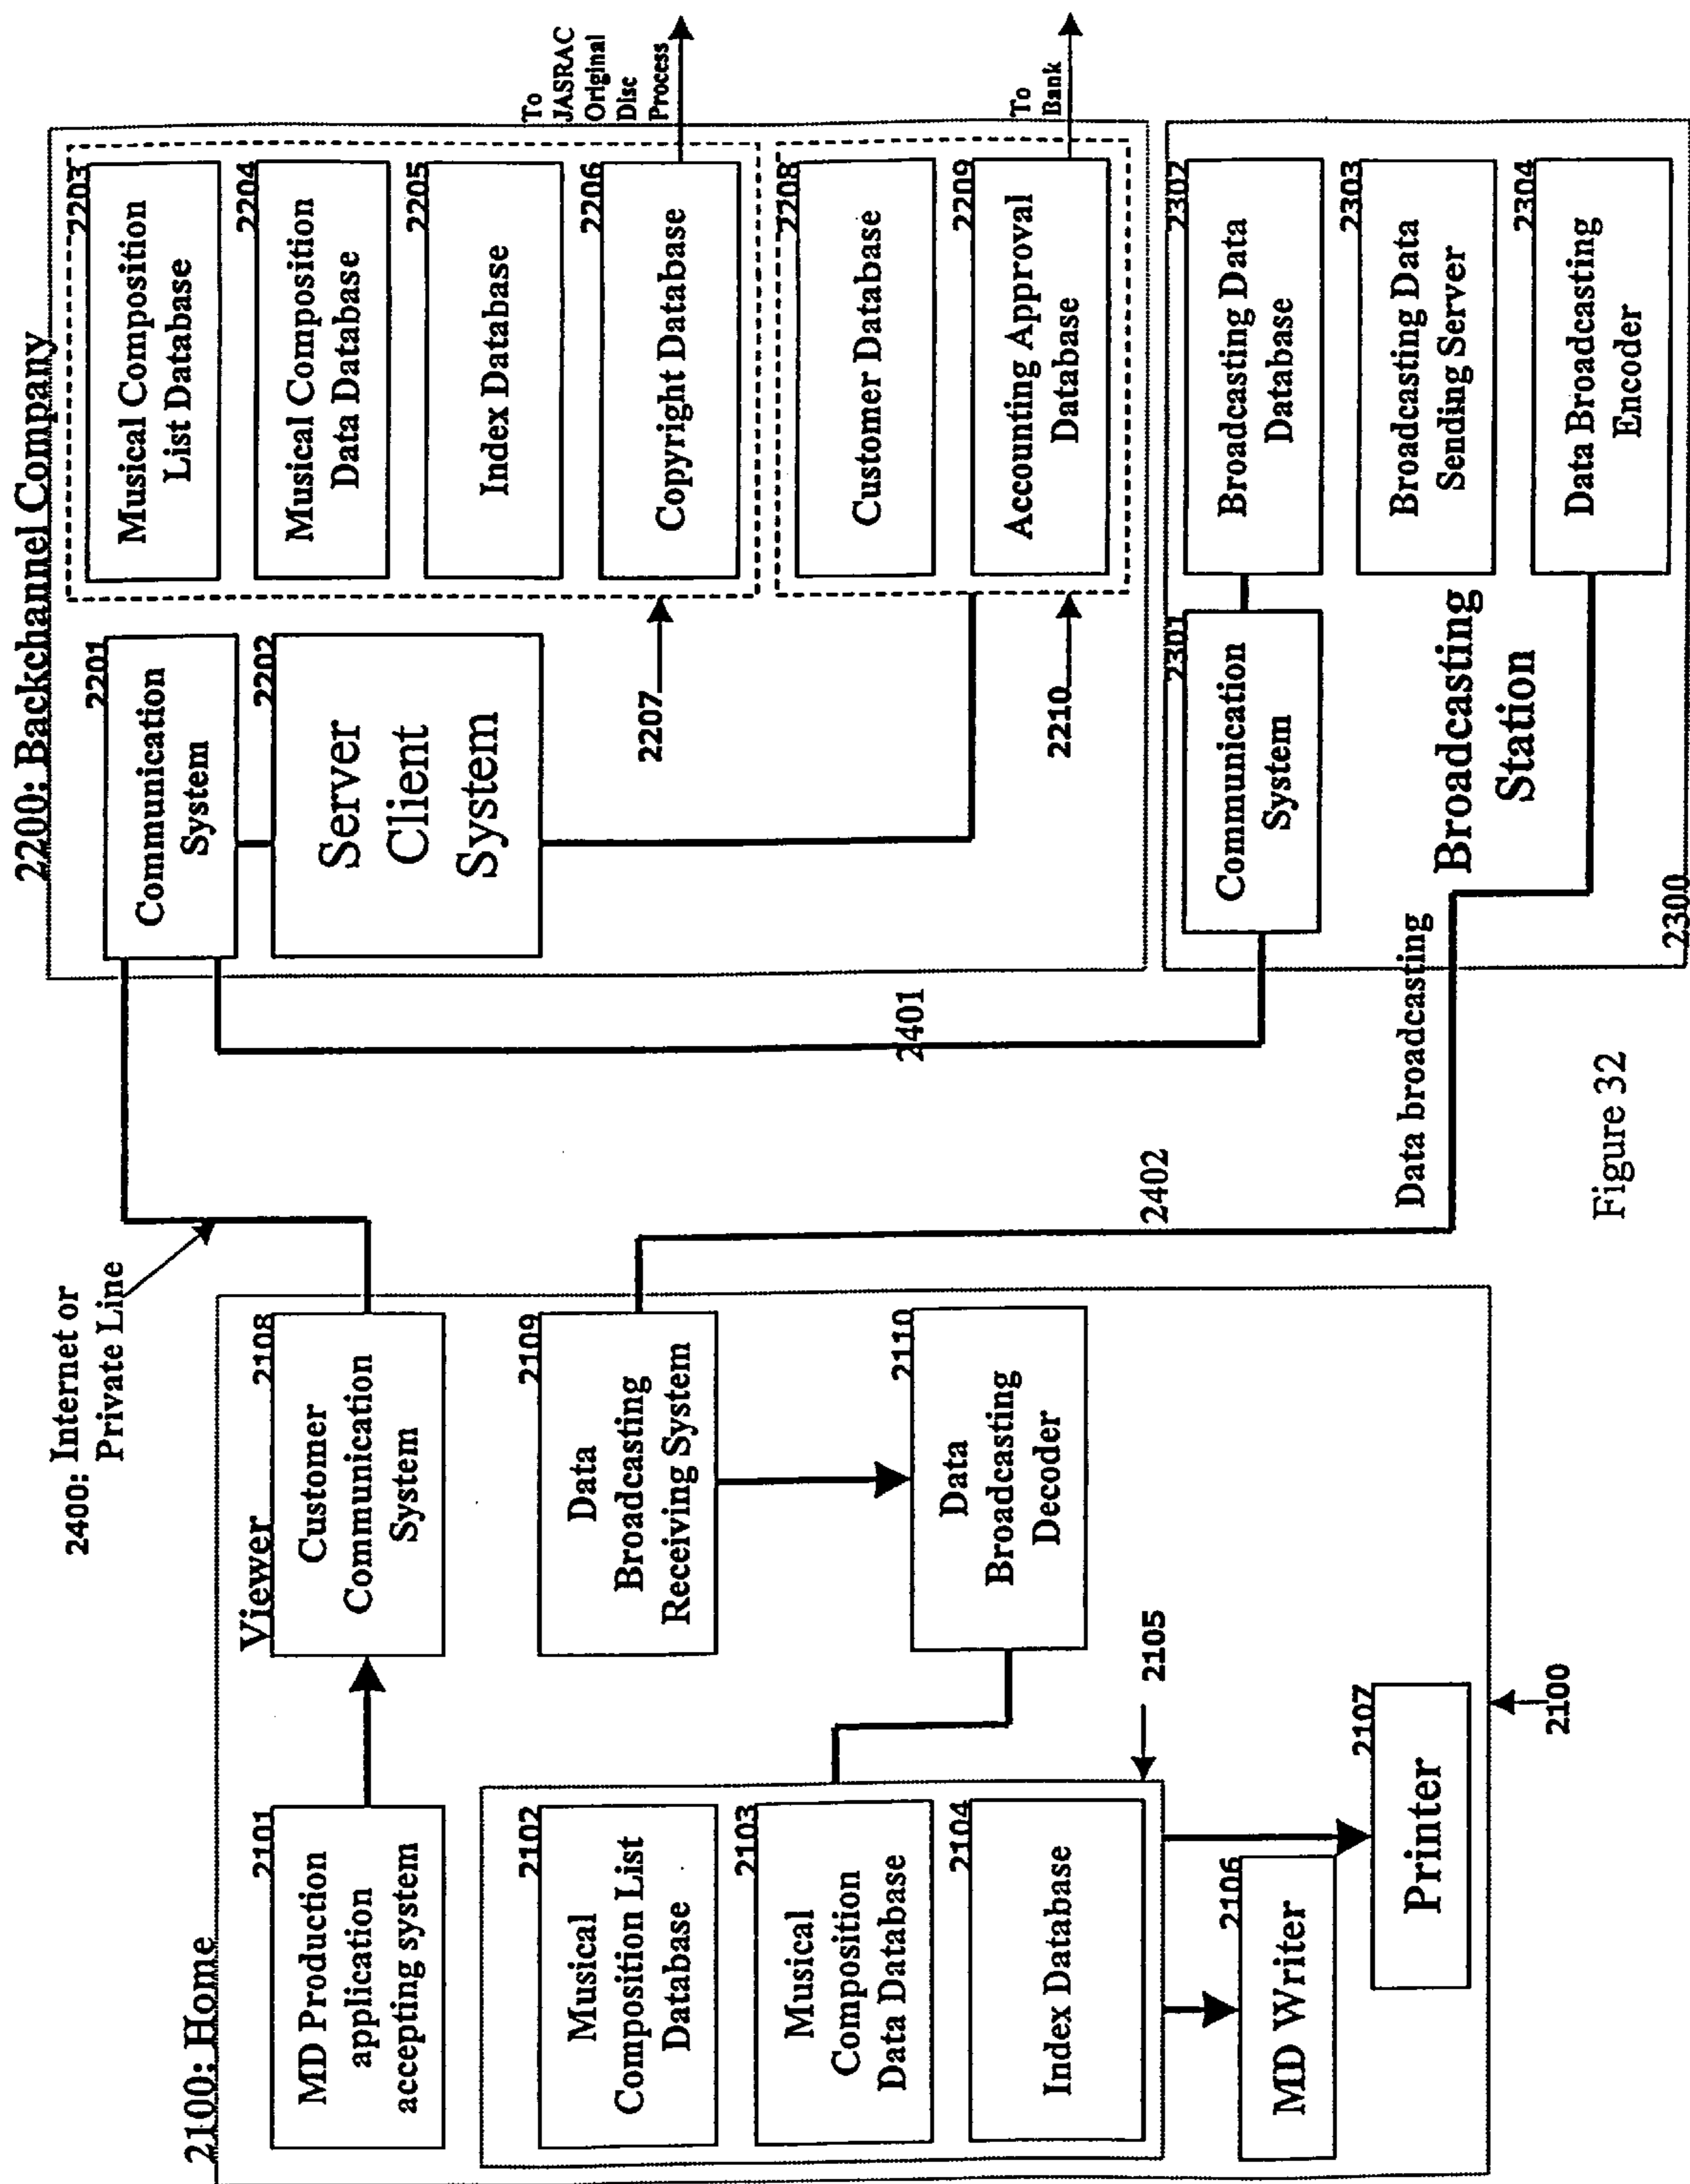 2100: Home
Viewer
2101
MD Production
application
accepting system
2108
Customer
Communication
System
2102
Musical
Composition List
Database
2103
Musical
Composition
Data Database
2104
Index Database
2105
2109
Data
Broadcasting
Receiving System
2110
Data
Broadcasting
Decoder
2106
MD Writer
2107
Printer
2100
2400: Internet or
Private Line
2401
2402
Data broadcasting
2200: Backchannel Company
2201
Communication
System
2202
Server
Client
System
2203
Musical Composition
List Database
2204
Musical Composition
Data Database
2205
Index Database
2206
Copyright Database
2207
To
JASRAC
Original
Disc
Process
2208
Customer Database
2209
Accounting Approval
Database
2210
To
Bank
2301
Communication
System
2302
Broadcasting Data
Database
2303
Broadcasting Data
Sending Server
2304
Data Broadcasting
Encoder
Broadcasting
Station
2300
Figure 32